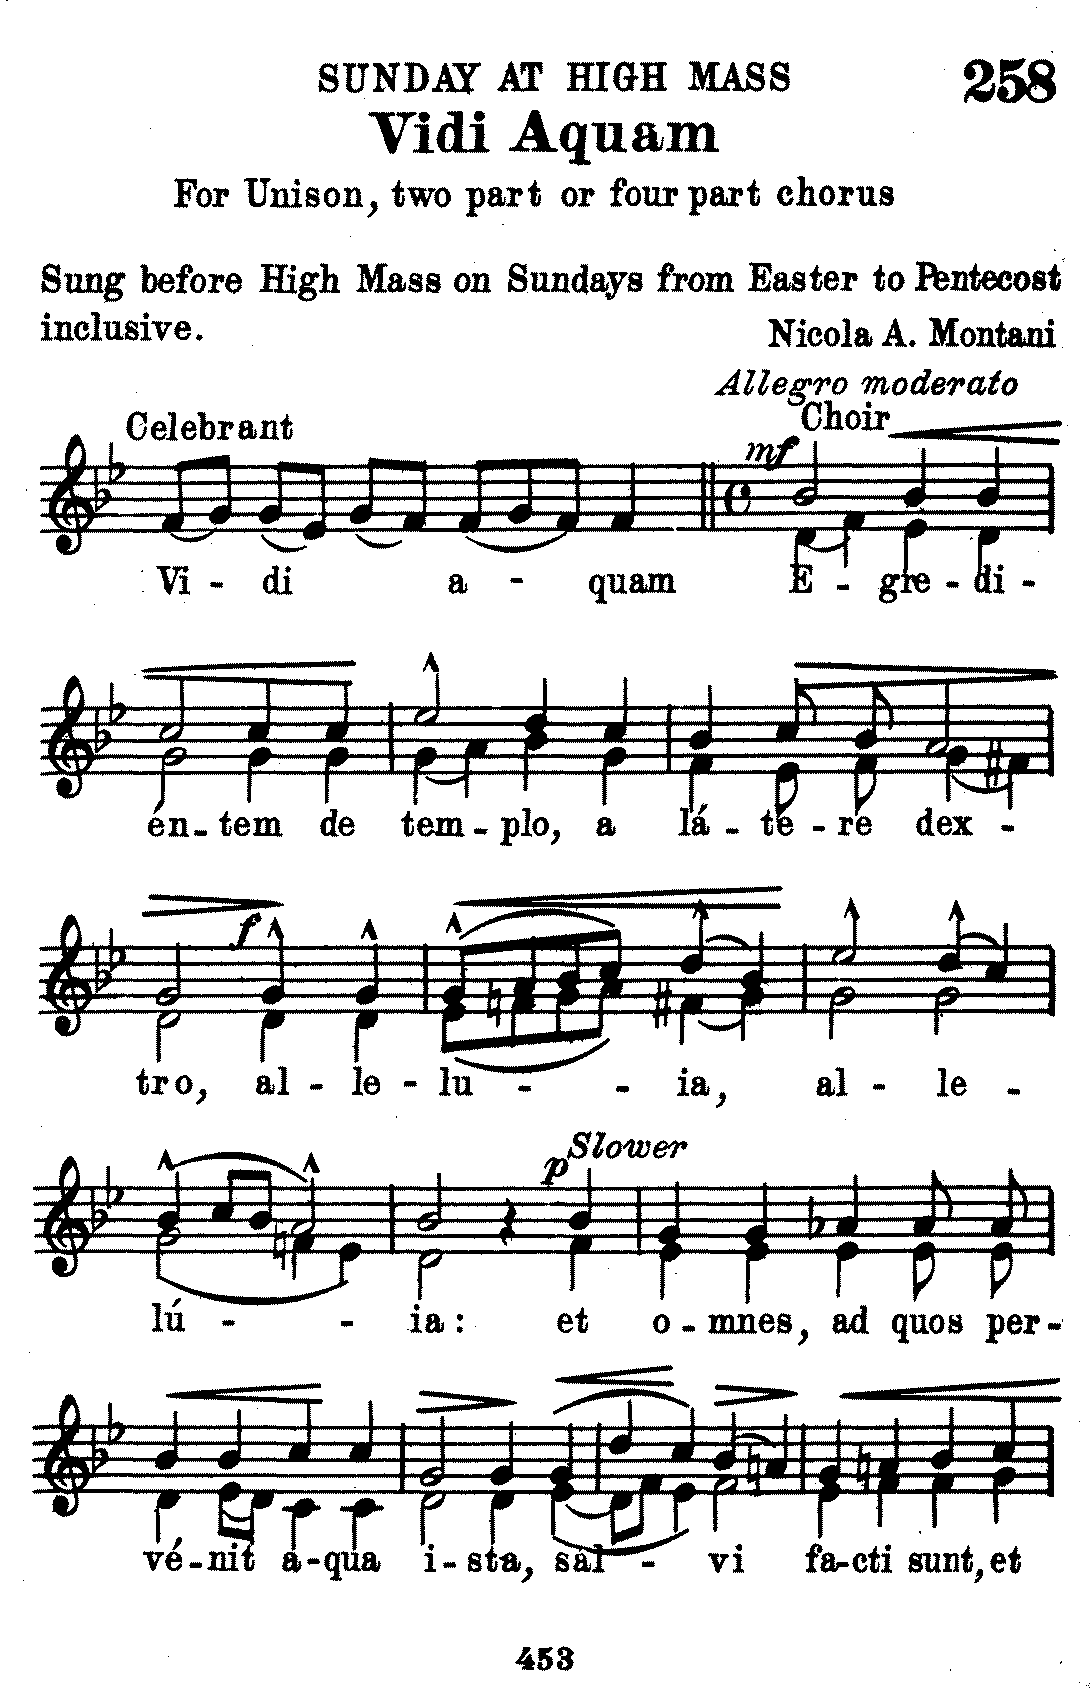 SUNDAY AT HIGH MASS 258
Vidi Aquam
For Unison, two part or four part chorus
Sung before High Mass on Sundays from Easter to Pentecost
inclusive. Nicola A. Montani
Allegro moderato
Celebrant Choir
mf
Vi - di a - quam E - gre - di -
én - tem de tem - plo, a lá - te - re dex -
f
tro, al - le - lu - - ia, al - le -
p Slower
lú - - ia: et o - mnes, ad quos per -
vé - nit a - qua i - sta, sal - vi fa - cti sunt, et
453